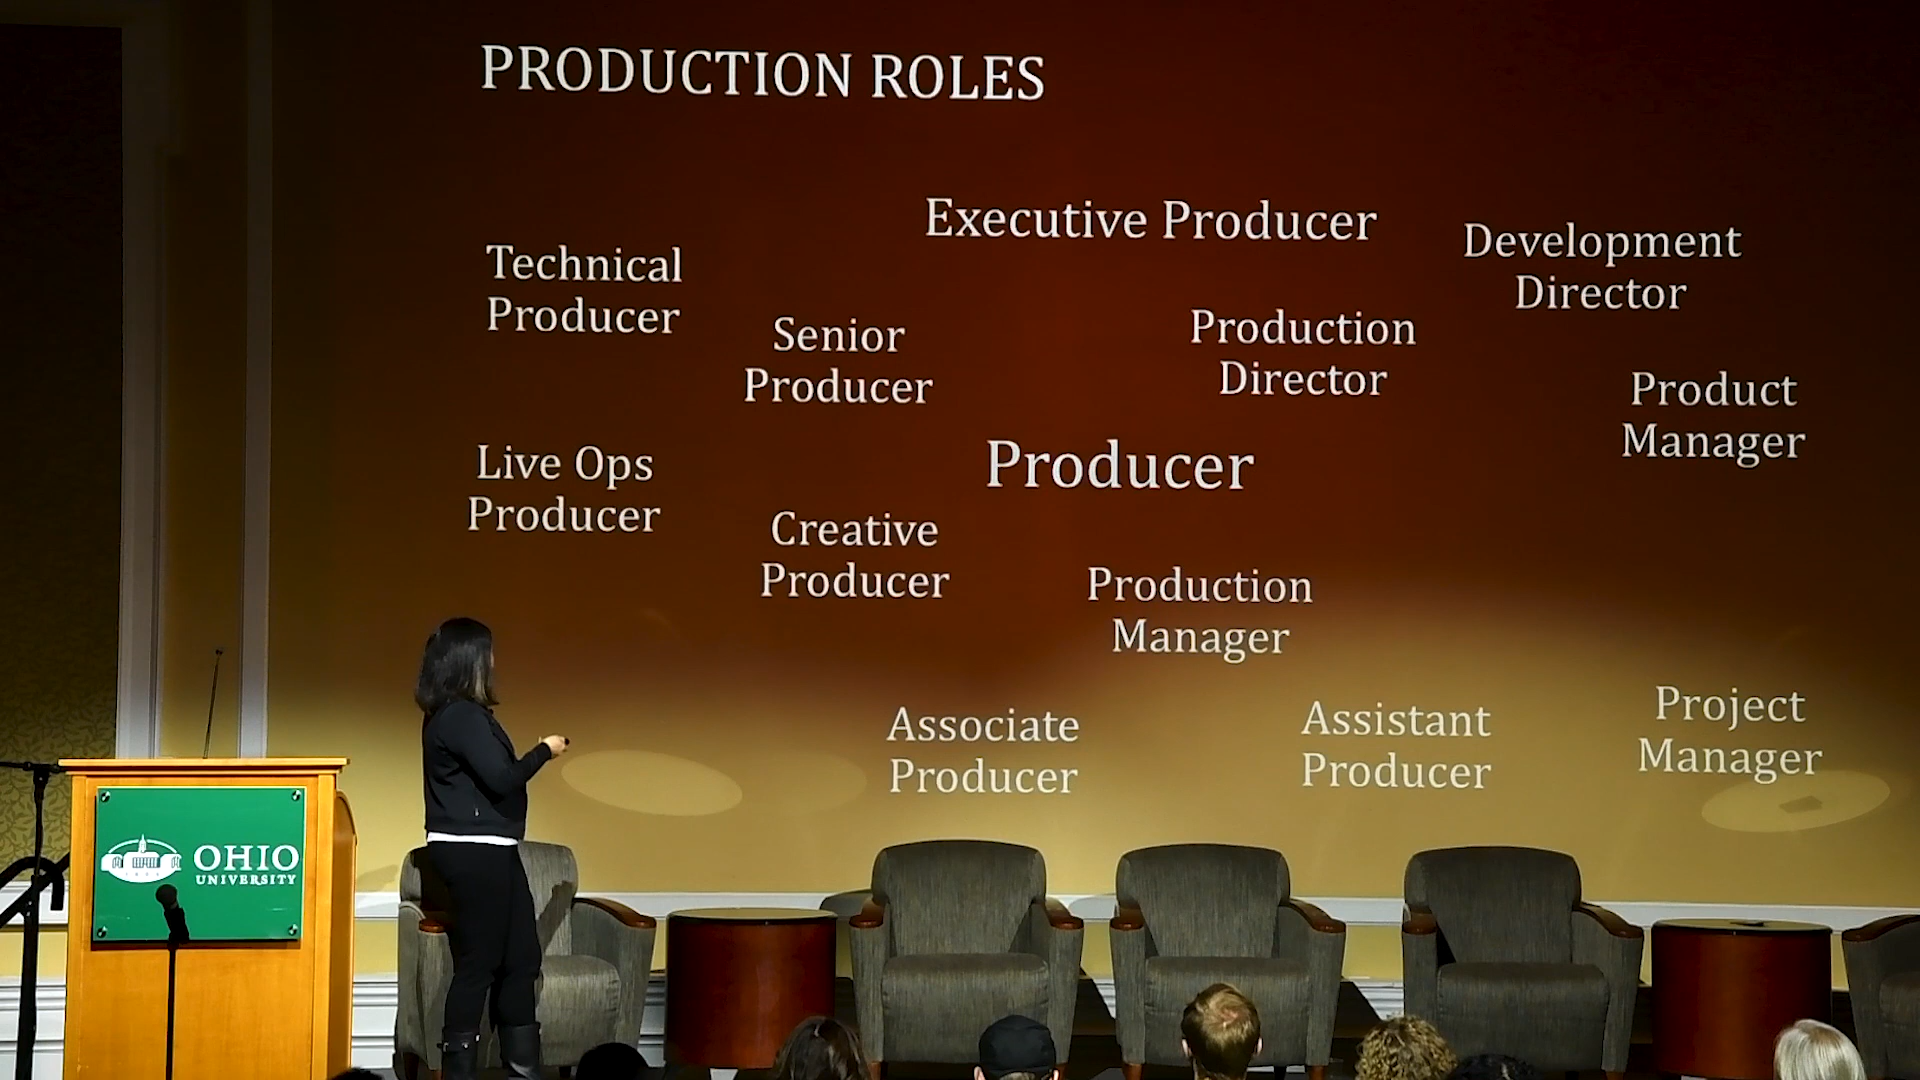 PRODUCTION ROLES
Executive Producer
Development
Director
Technical
Producer
Senior
Producer
Production
Director
Product
Manager
Live Ops
Producer
Producer
Creative
Producer
Production
Manager
Associate
Producer
Assistant
Producer
Project
Manager
OHIO
UNIVERSITY